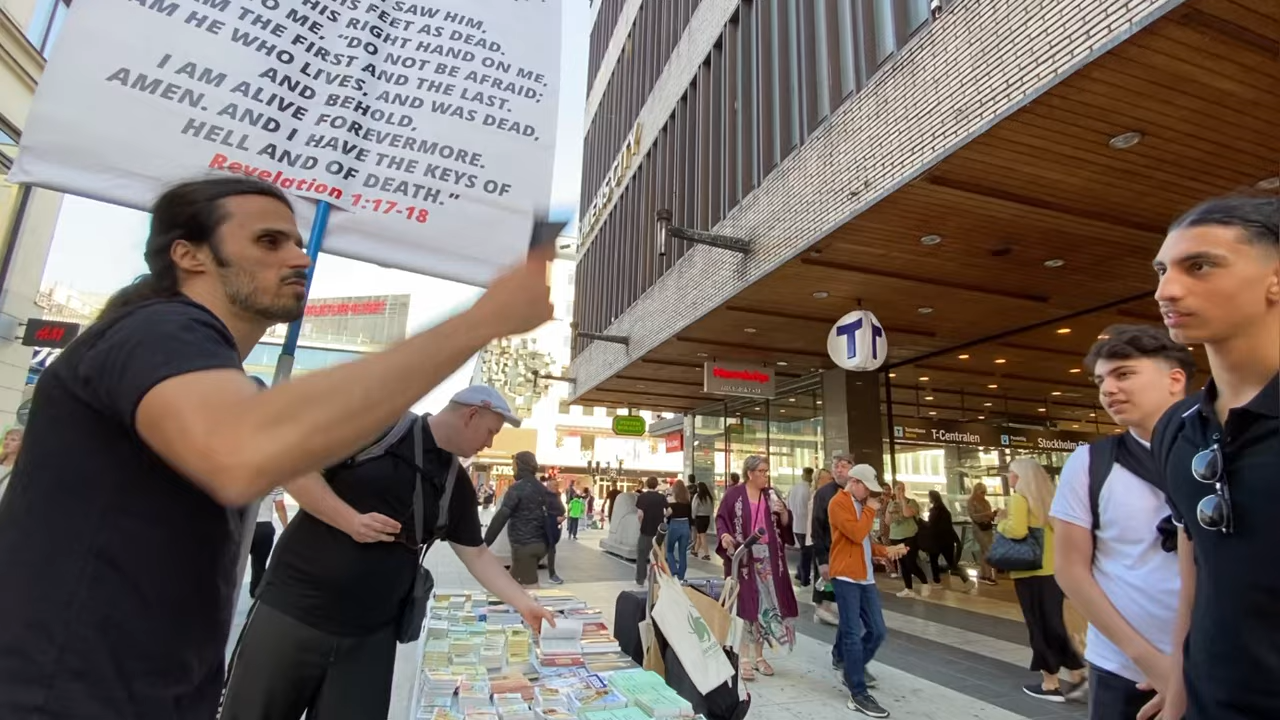 SAW HIM,
HIS FEET AS DEAD.
HIS RIGHT HAND ON ME,
TO ME, "DO NOT BE AFRAID;
AM THE FIRST AND THE LAST.
AM HE WHO LIVES, AND WAS DEAD,
AND BEHOLD,
I AM ALIVE FOREVERMORE.
AMEN. AND I HAVE THE KEYS OF
HELL AND OF DEATH."
Revelation 1:17-18
H&M
T
T
T
T-Centralen